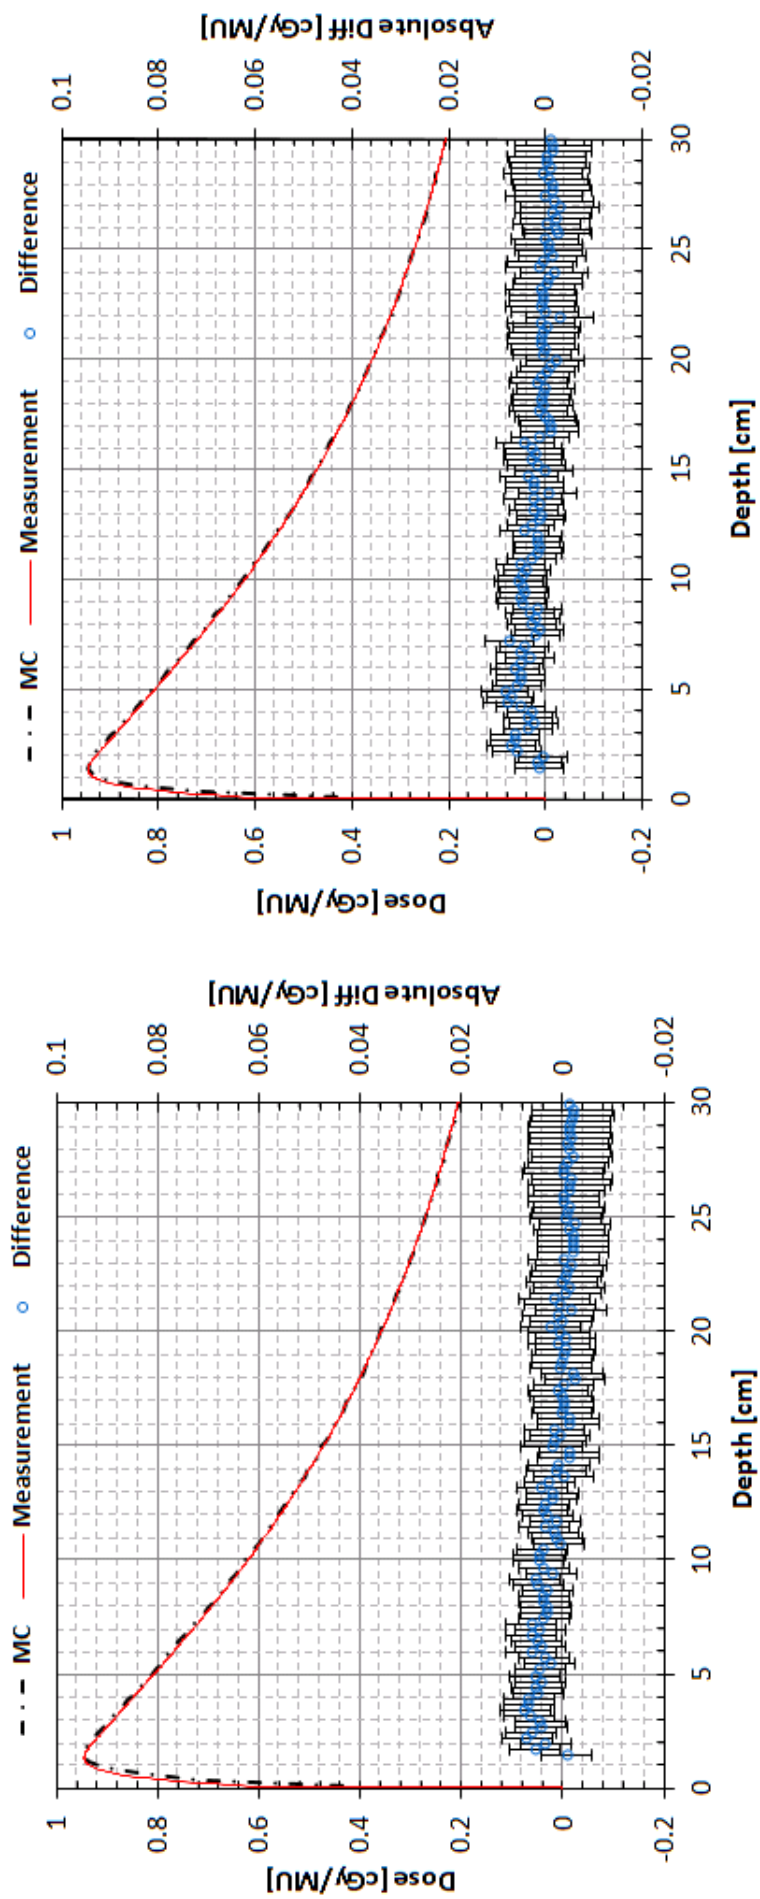 MC Measurement Difference
Dose [cGy/MU]
1
0.8
0.6
0.4
0.2
0
-0.2
0 5 10 15 20 25 30
Depth [cm]
0.1
0.08
0.06
0.04
0.02
0
-0.02
Absolute Diff [cGy/MU]
MC Measurement Difference
Dose [cGy/MU]
1
0.8
0.6
0.4
0.2
0
-0.2
0 5 10 15 20 25 30
Depth [cm]
0.1
0.08
0.06
0.04
0.02
0
-0.02
Absolute Diff [cGy/MU]